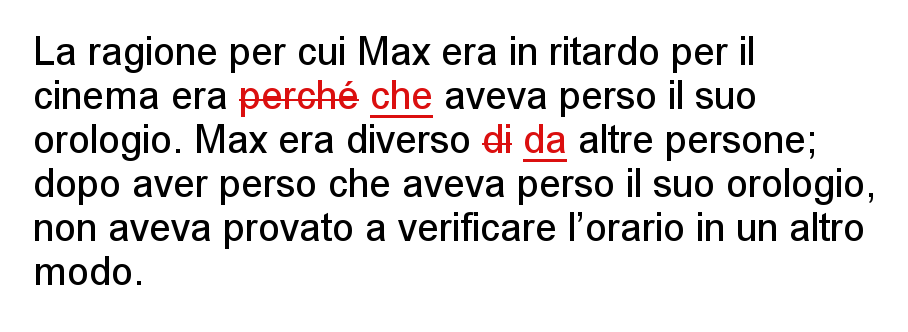 La ragione per cui Max era in ritardo per il
cinema era perché che aveva perso il suo
orologio. Max era diverso di da altre persone;
dopo aver perso che aveva perso il suo orologio,
non aveva provato a verificare l’orario in un altro
modo.